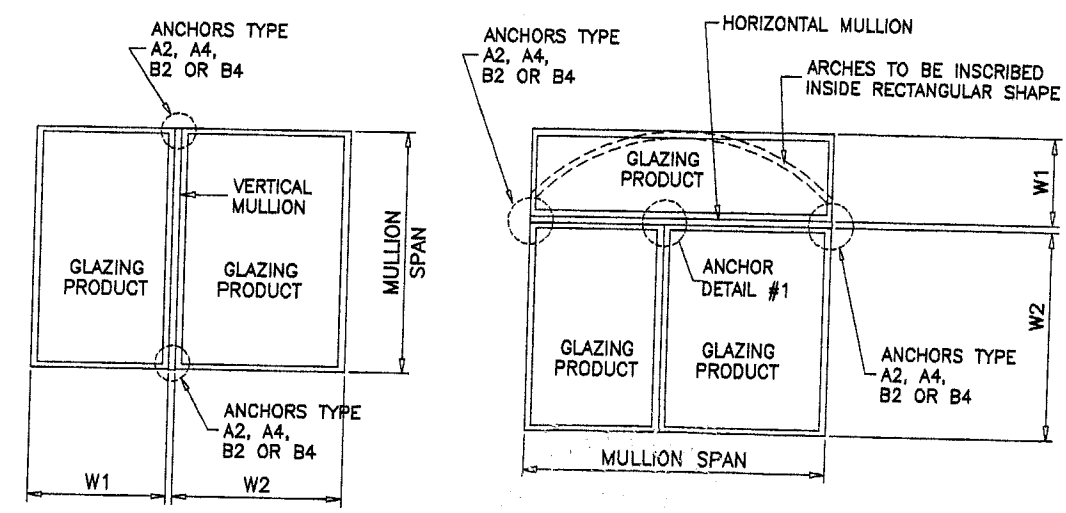 ANCHORS TYPE
A2, A4,
B2 OR B4
VERTICAL
MULLION
GLAZING
PRODUCT
GLAZING
PRODUCT
MULLION
SPAN
ANCHORS TYPE
A2, A4,
B2 OR B4
W1
W2
ANCHORS TYPE
A2, A4,
B2 OR B4
HORIZONTAL MULLION
ARCHES TO BE INSCRIBED
INSIDE RECTANGULAR SHAPE
GLAZING
PRODUCT
W1
ANCHOR
DETAIL #1
W2
GLAZING
PRODUCT
GLAZING
PRODUCT
ANCHORS TYPE
A2, A4,
B2 OR B4
MULLION SPAN